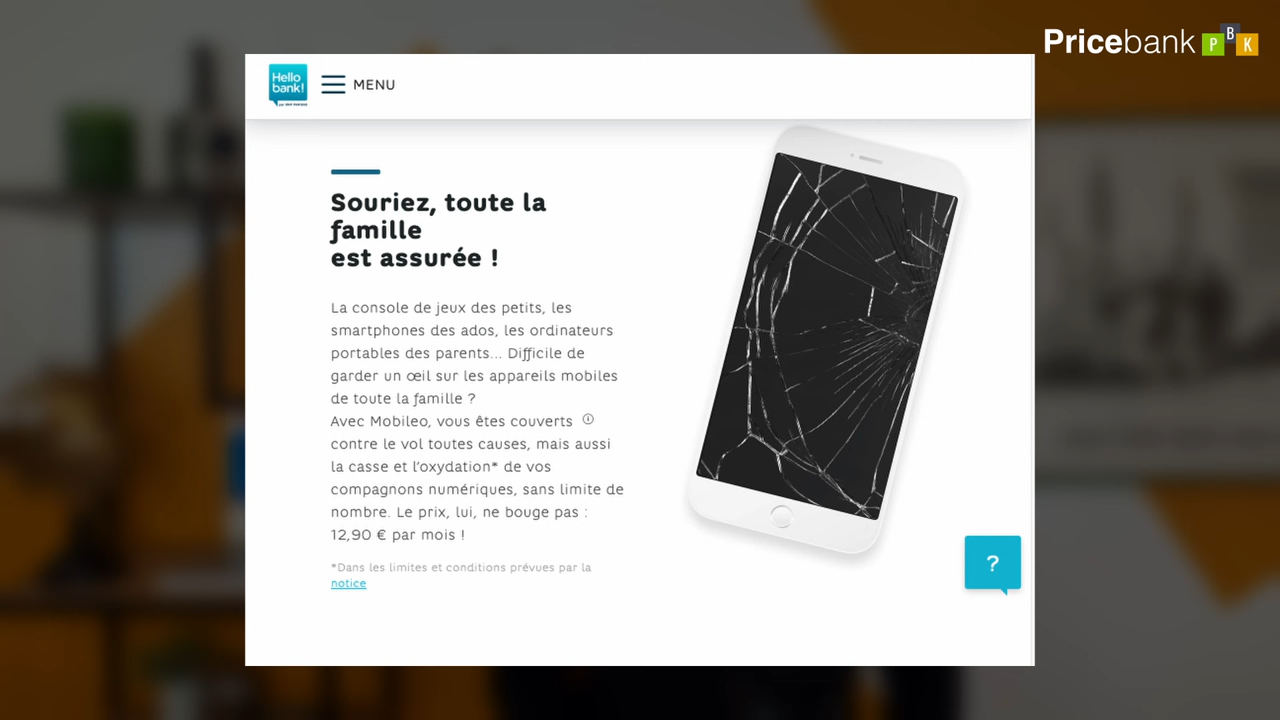 Pricebank
P B K
Hello
bank!
MENU
Souriez, toute la
famille
est assurée !
La console de jeux des petits, les
smartphones des ados, les ordinateurs
portables des parents... Difficile de
garder un œil sur les appareils mobiles
de toute la famille ?
Avec Mobileo, vous êtes couverts
contre le vol toutes causes, mais aussi
la casse et l'oxydation* de vos
compagnons numériques, sans limite de
nombre. Le prix, lui, ne bouge pas :
12,90 € par mois !
*Dans les limites et conditions prévues par la
notice
?